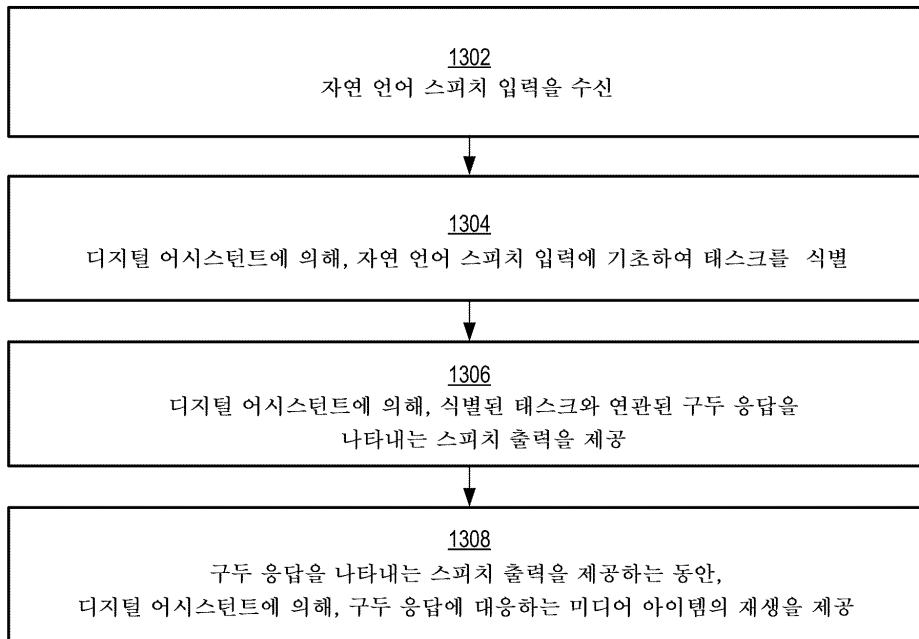 1302
자연 언어 스피치 입력을 수신
1304
디지털 어시스턴트에 의해, 자연 언어 스피치 입력에 기초하여 태스크를 식별
1306
디지털 어시스턴트에 의해, 식별된 태스크와 연관된 구두 응답을
나타내는 스피치 출력을 제공
1308
구두 응답을 나타내는 스피치 출력을 제공하는 동안,
디지털 어시스턴트에 의해, 구두 응답에 대응하는 미디어 아이템의 재생을 제공